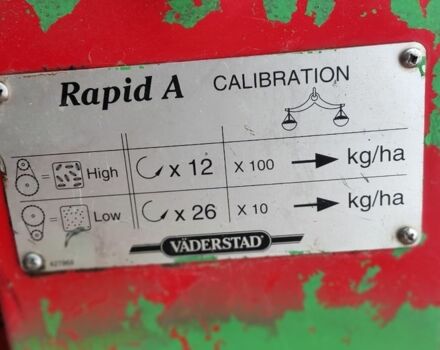 Rapid A CALIBRATION
= High x 12 x 100 kg/ha
= Low x 26 x 10 kg/ha
VÄDERSTAD